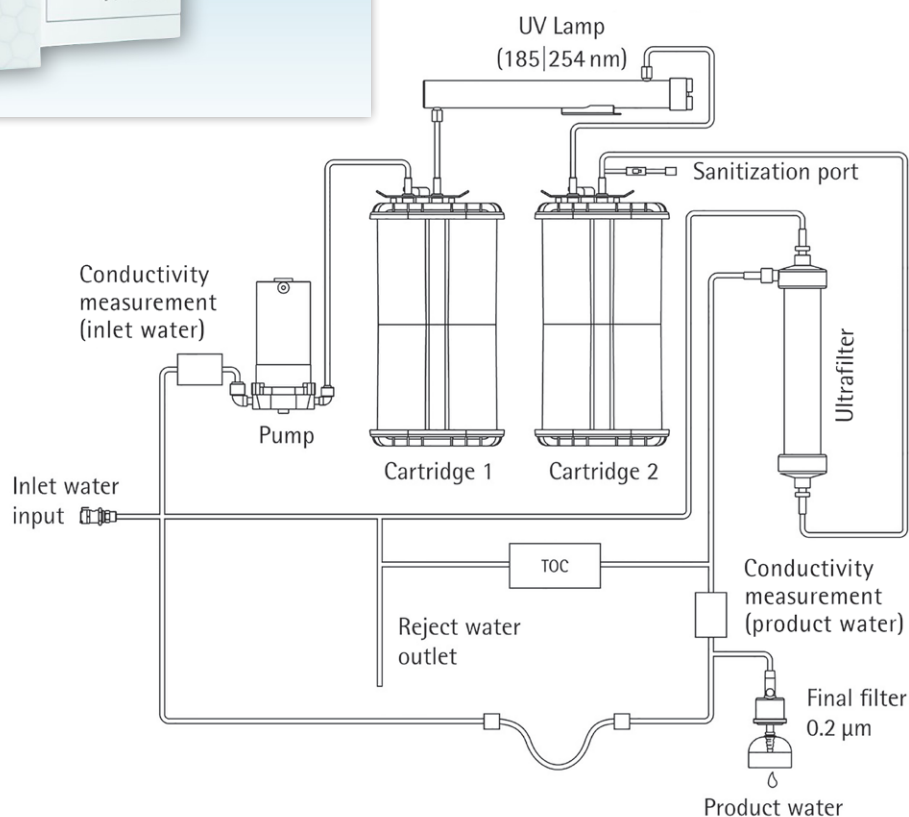 UV Lamp
(185|254 nm)
Sanitization port
Conductivity
measurement
(inlet water)
Ultrafilter
Pump
Cartridge 1
Cartridge 2
Inlet water
input
TOC
Conductivity
measurement
(product water)
Reject water
outlet
Final filter
0.2 µm
Product water